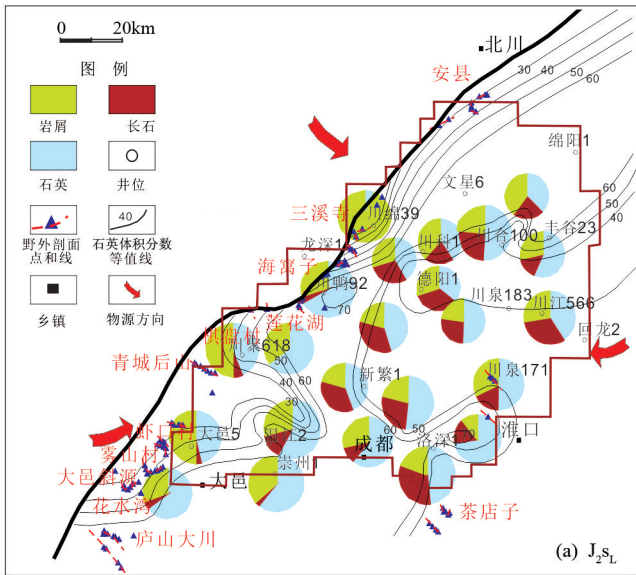 0 20km
图 例
岩屑
长石
石英
井位
40
野外剖面点和线
石英体积分数等值线
乡镇
物源方向
北川
安县
30 40 50 60
绵阳1
文星6
三溪寺
川绵39
丰谷23
60
50
40
龙深1
川科1
川合100
海窝子
川鸭92
70
德阳1
川泉183
川江566
莲花湖
回龙2
川聚618
50
40 60
30
青城后山
新繁1
川泉171
虾口村
大邑5
温江2
60 50
洛深1
70
淮口
雾山村
成都
大邑斜源
崇州
大邑
花水湾
茶店子
庐山大川
(a) J₂s_L